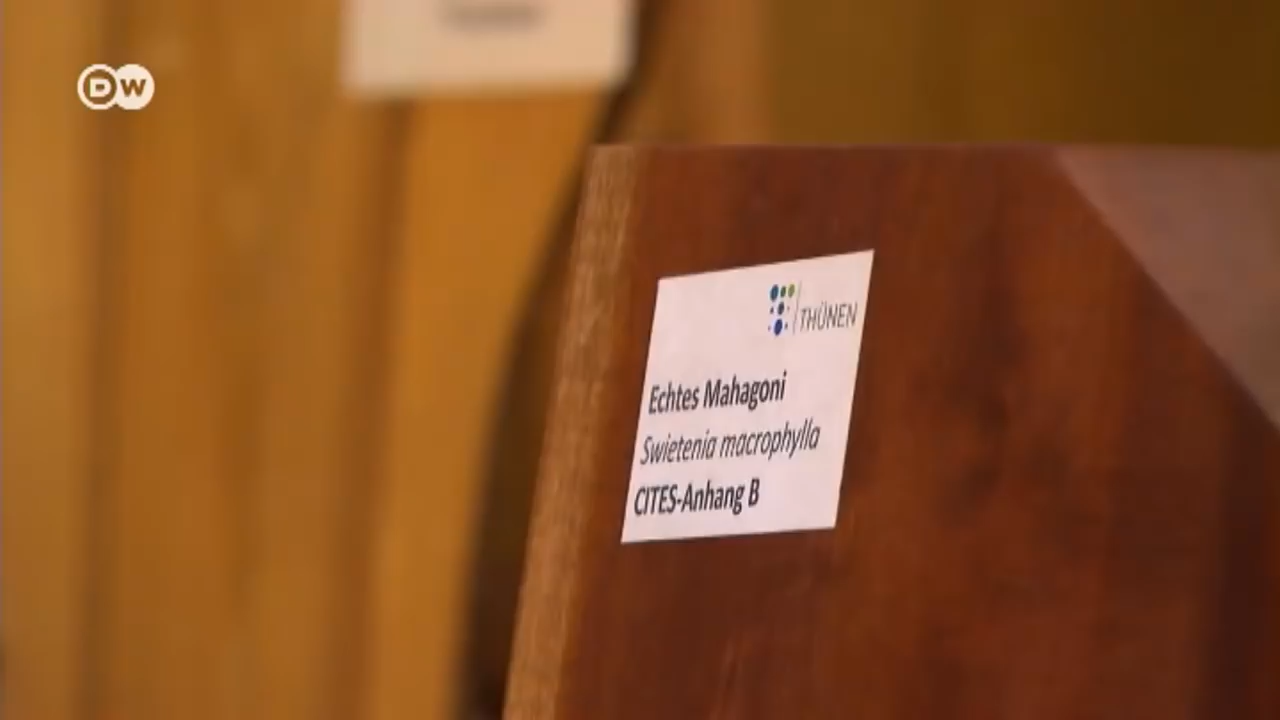 DW
THÜNEN
Echtes Mahagoni
Swietenia macrophylla
CITES-Anhang B